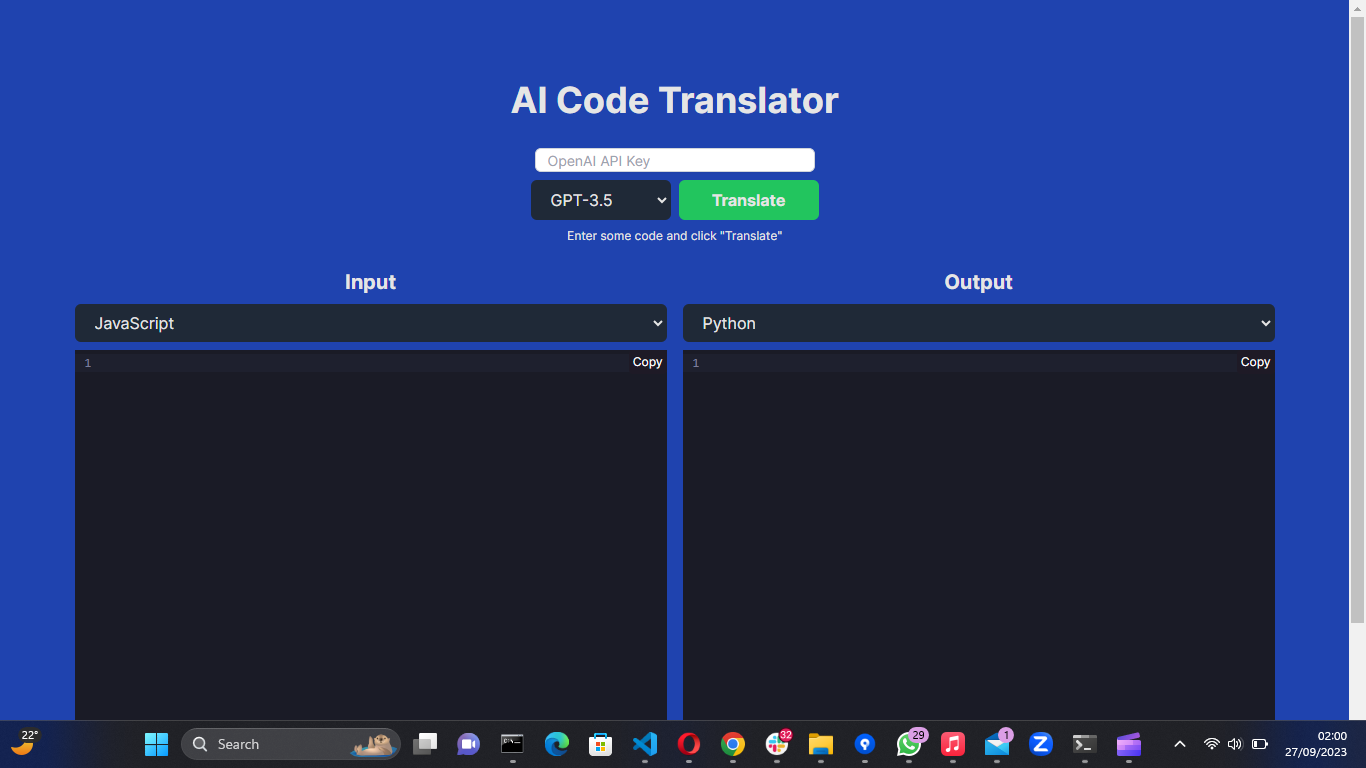 AI Code Translator
OpenAI API Key
GPT-3.5
Translate
Enter some code and click "Translate"
Input
Output
JavaScript
Python
1
Copy
1
Copy
22°
Search
32
29
1
02:00
27/09/2023